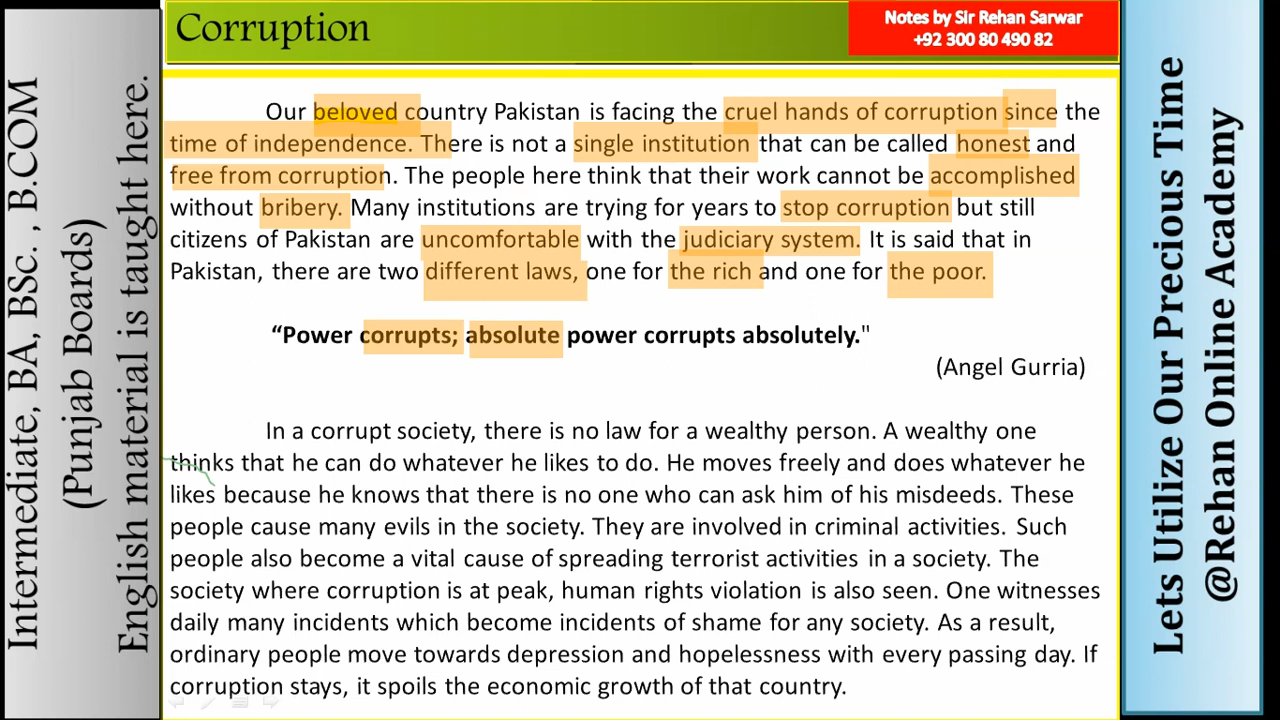 Corruption
Notes by Sir Rehan Sarwar
+92 300 80 490 82
Intermediate, BA, BSc. , B.COM
(Punjab Boards)
English material is taught here.
Our beloved country Pakistan is facing the cruel hands of corruption since the
time of independence. There is not a single institution that can be called honest and
free from corruption. The people here think that their work cannot be accomplished
without bribery. Many institutions are trying for years to stop corruption but still
citizens of Pakistan are uncomfortable with the judiciary system. It is said that in
Pakistan, there are two different laws, one for the rich and one for the poor.
“Power corrupts; absolute power corrupts absolutely."
(Angel Gurria)
In a corrupt society, there is no law for a wealthy person. A wealthy one
thinks that he can do whatever he likes to do. He moves freely and does whatever he
likes because he knows that there is no one who can ask him of his misdeeds. These
people cause many evils in the society. They are involved in criminal activities. Such
people also become a vital cause of spreading terrorist activities in a society. The
society where corruption is at peak, human rights violation is also seen. One witnesses
daily many incidents which become incidents of shame for any society. As a result,
ordinary people move towards depression and hopelessness with every passing day. If
corruption stays, it spoils the economic growth of that country.
Lets Utilize Our Precious Time
@Rehan Online Academy